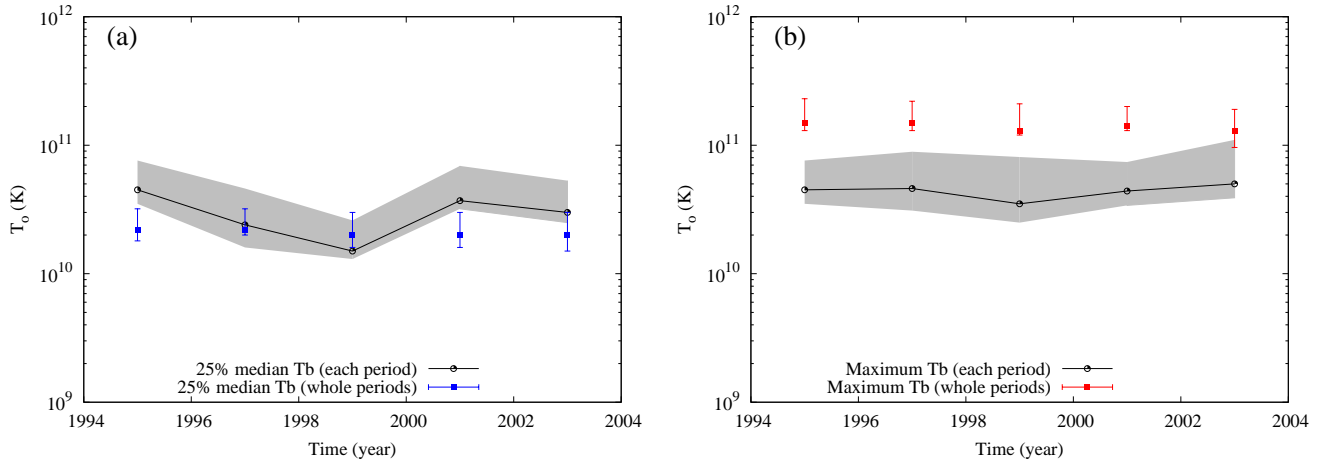 (a)
10^12
10^11
10^10
10^9
T_o (K)
25% median Tb (each period)
25% median Tb (whole periods)
1994 1996 1998 2000 2002 2004
Time (year)
(b)
10^12
10^11
10^10
10^9
T_o (K)
Maximum Tb (each period)
Maximum Tb (whole periods)
1994 1996 1998 2000 2002 2004
Time (year)